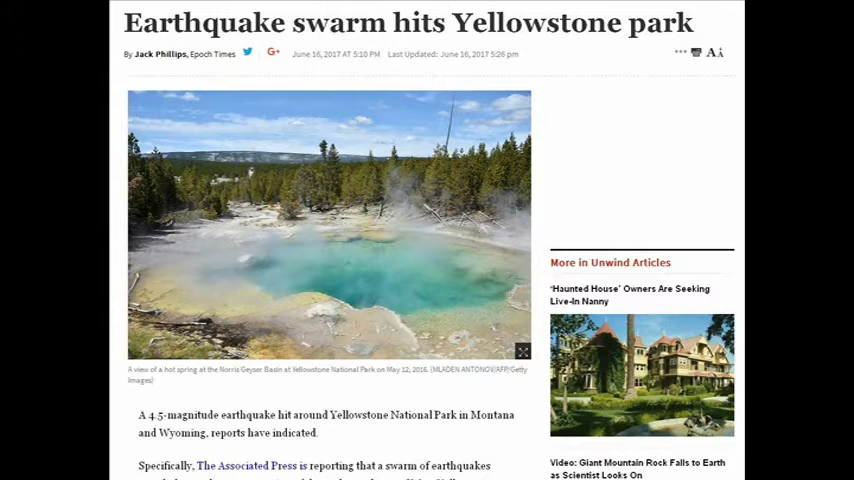 Earthquake swarm hits Yellowstone park
By Jack Phillips, Epoch Times
June 16, 2017 AT 5:10 PM Last Updated: June 16, 2017 5:26 pm
A view of a hot spring at the Norris Geyser Basin at Yellowstone National Park on May 12, 2016. (MLADEN ANTONOV/AFP/Getty
Images)
A 4.5-magnitude earthquake hit around Yellowstone National Park in Montana
and Wyoming, reports have indicated.
Specifically, The Associated Press is reporting that a swarm of earthquakes
More in Unwind Articles
'Haunted House' Owners Are Seeking
Live-In Nanny
Video: Giant Mountain Rock Falls to Earth
as Scientist Looks On